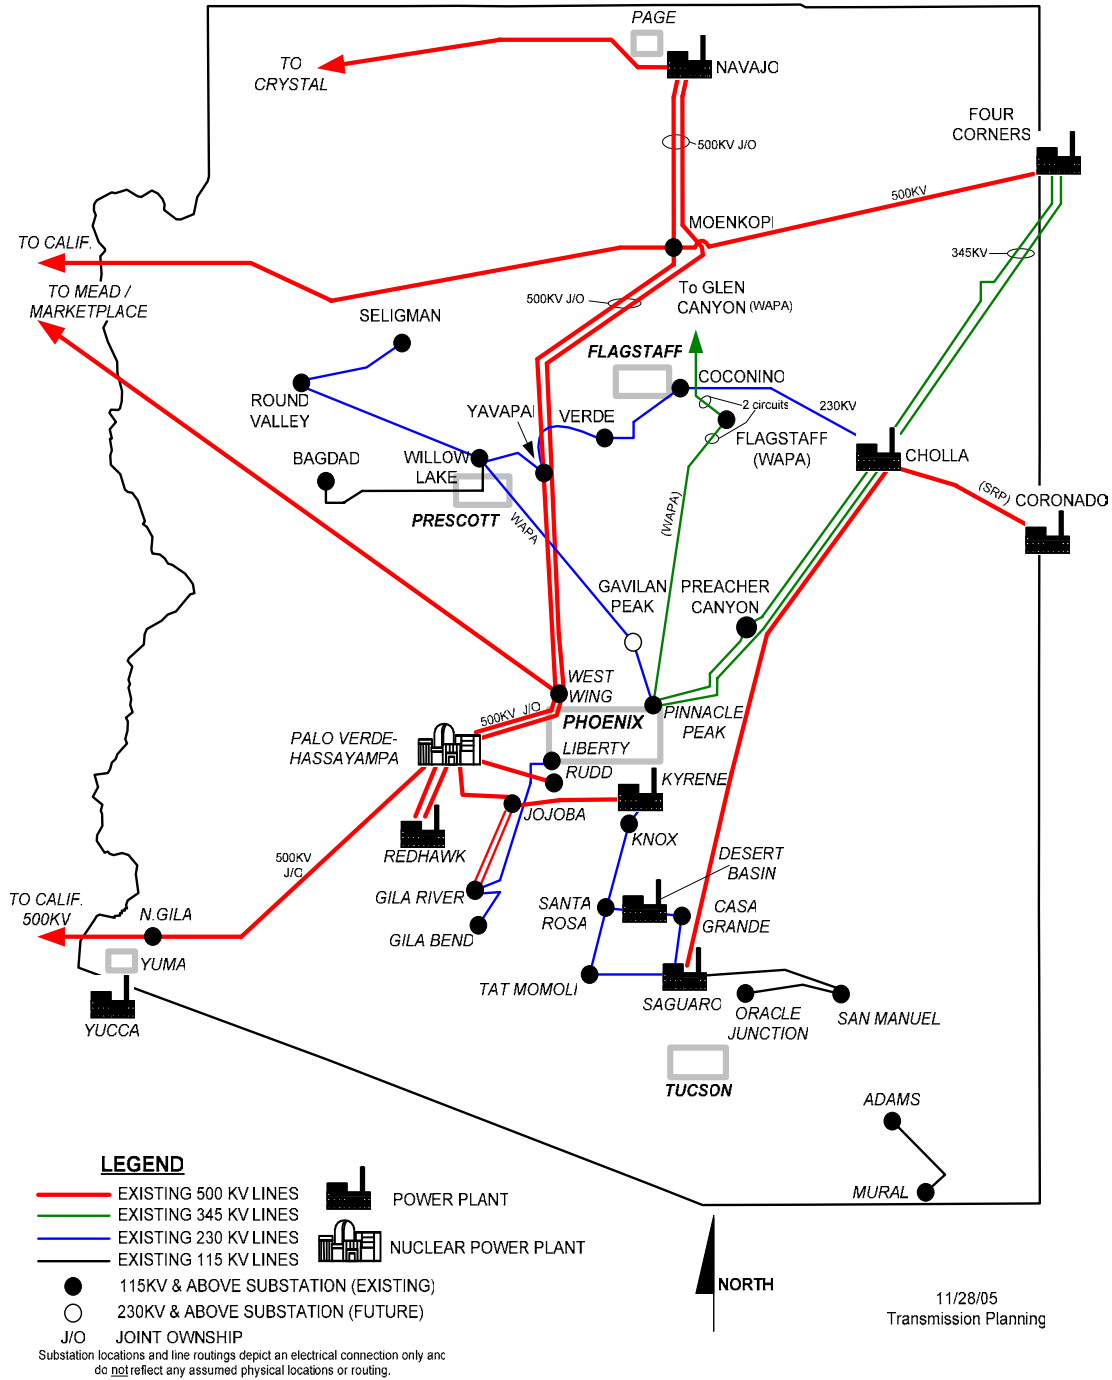 PAGE
TO
CRYSTAL
NAVAJO
FOUR
CORNERS
500KV J/O
500KV
MOENKOPI
TO CALIF.
345KV
TO MEAD /
MARKETPLACE
500KV J/O
To GLEN
CANYON (WAPA)
SELIGMAN
FLAGSTAFF
COCONINO
ROUND
VALLEY
YAVAPAI
VERDE
2 circuits
230KV
FLAGSTAFF
(WAPA)
BAGDAD
WILLOW
LAKE
CHOLLA
(SRP)
CORONADO
PRESCOTT
WAPA
(WAPA)
GAVILAN
PEAK
PREACHER
CANYON
WEST
WING
500KV J/O
PHOENIX
PINNACLE
PEAK
PALO VERDE-
HASSAYAMPA
LIBERTY
RUDD
KYRENE
JOJOBA
KNOX
REDHAWK
500KV
J/O
DESERT
BASIN
GILA RIVER
SANTA
ROSA
CASA
GRANDE
TO CALIF.
500KV
N.GILA
GILA BEND
YUMA
TAT MOMOLI
SAGUARO
ORACLE
JUNCTION
SAN MANUEL
YUCCA
TUCSON
ADAMS
MURAL
LEGEND
EXISTING 500 KV LINES
EXISTING 345 KV LINES
EXISTING 230 KV LINES
EXISTING 115 KV LINES
POWER PLANT
NUCLEAR POWER PLANT
115KV & ABOVE SUBSTATION (EXISTING)
230KV & ABOVE SUBSTATION (FUTURE)
J/O JOINT OWNSHIP
Substation locations and line routings depict an electrical connection only and
do not reflect any assumed physical locations or routing.
NORTH
11/28/05
Transmission Planning